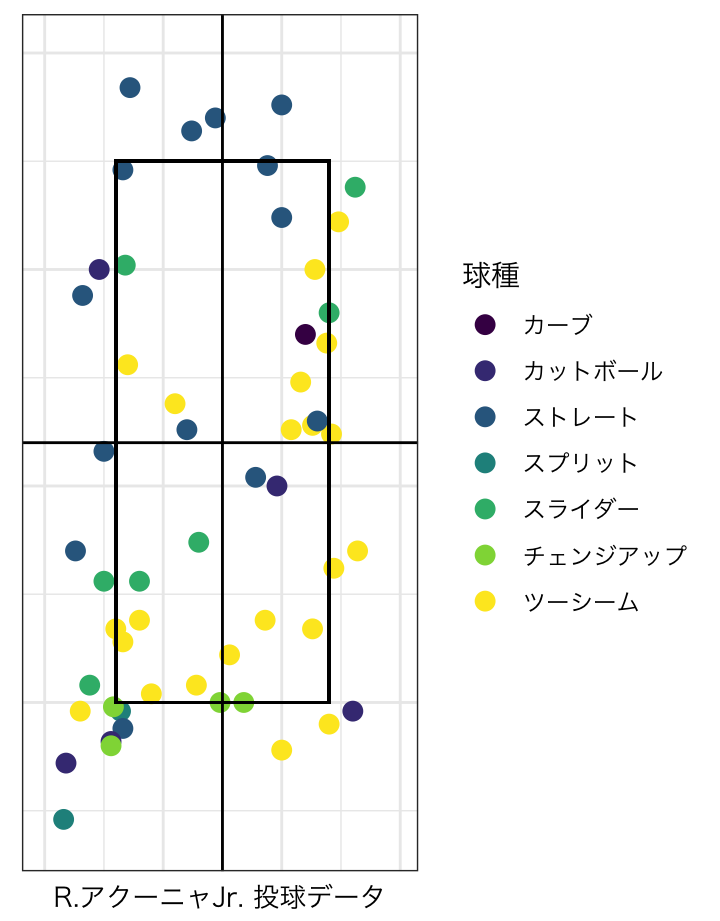 球種
カーブ
カットボール
ストレート
スプリット
スライダー
チェンジアップ
ツーシーム
R.アクーニャJr. 投球データ